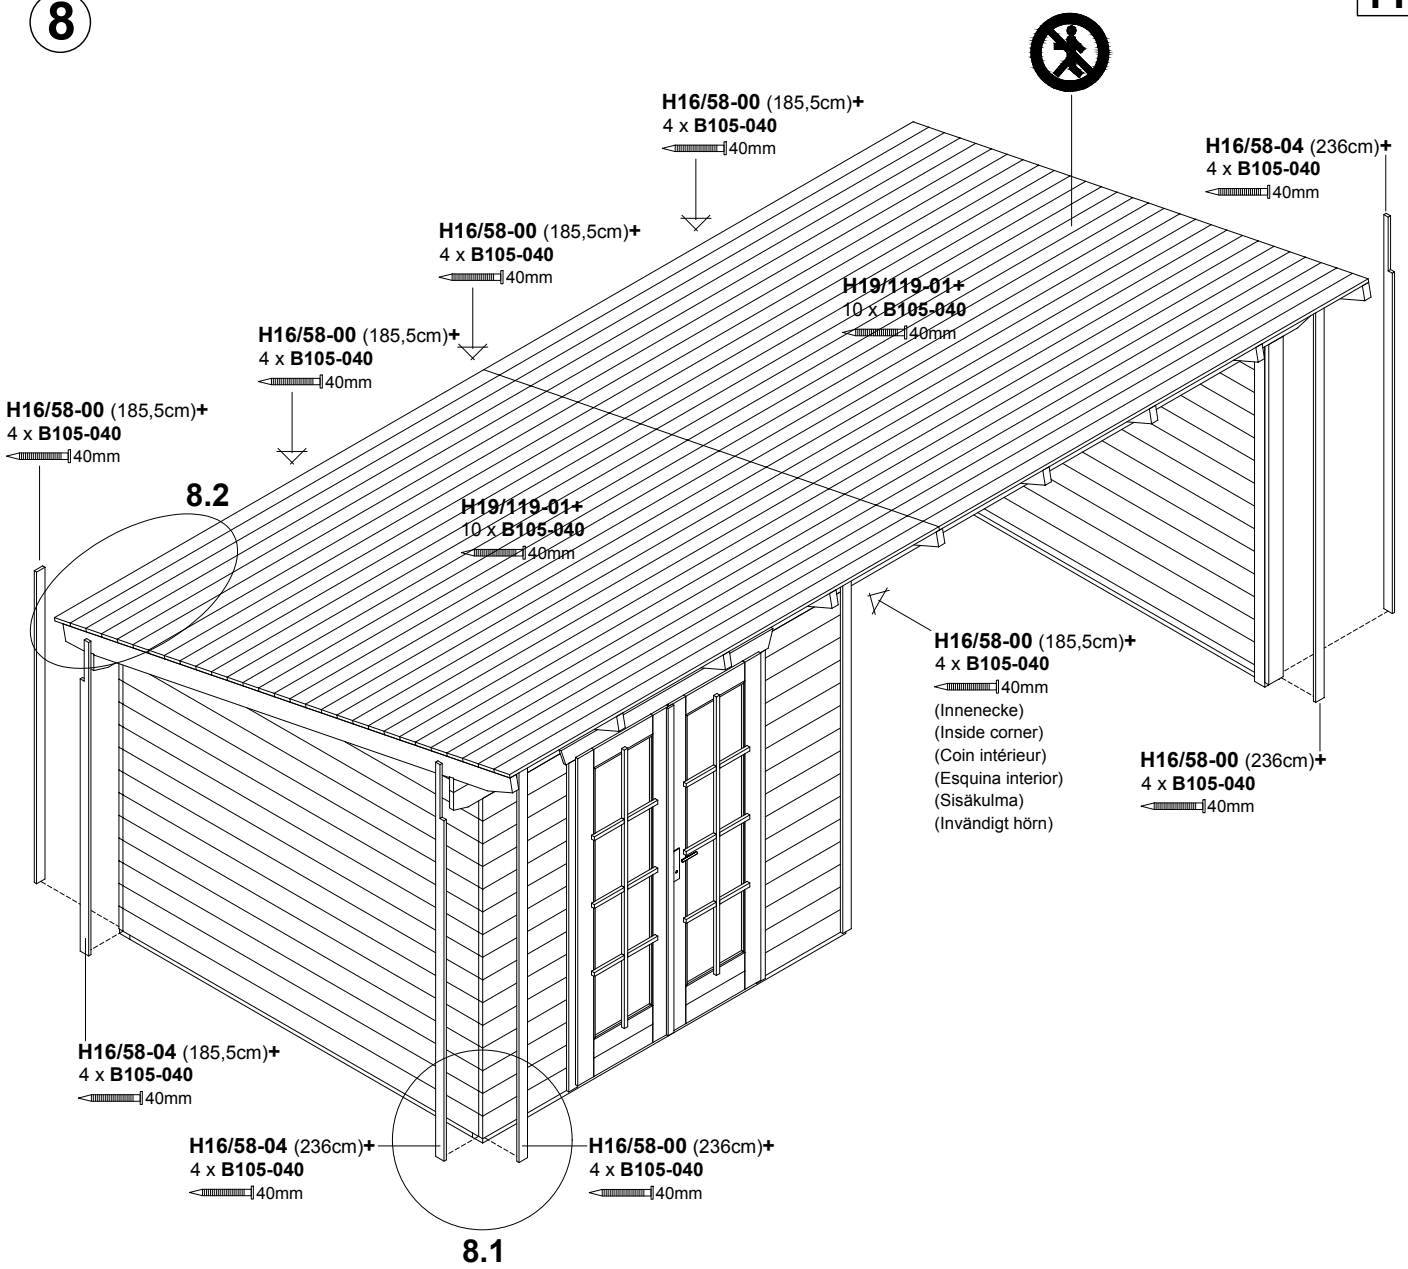 8
H16/58-00 (185,5cm)+
4 x B105-040
40mm
H16/58-04 (236cm)+
4 x B105-040
40mm
H16/58-00 (185,5cm)+
4 x B105-040
40mm
H19/119-01+
10 x B105-040
40mm
H16/58-00 (185,5cm)+
4 x B105-040
40mm
H16/58-00 (185,5cm)+
4 x B105-040
40mm
8.2
H19/119-01+
10 x B105-040
40mm
H16/58-00 (185,5cm)+
4 x B105-040
40mm
(Innenecke)
(Inside corner)
(Coin intérieur)
(Esquina interior)
(Sisäkulma)
(Invändigt hörn)
H16/58-00 (236cm)+
4 x B105-040
40mm
H16/58-04 (185,5cm)+
4 x B105-040
40mm
H16/58-04 (236cm)+
4 x B105-040
40mm
H16/58-00 (236cm)+
4 x B105-040
40mm
8.1